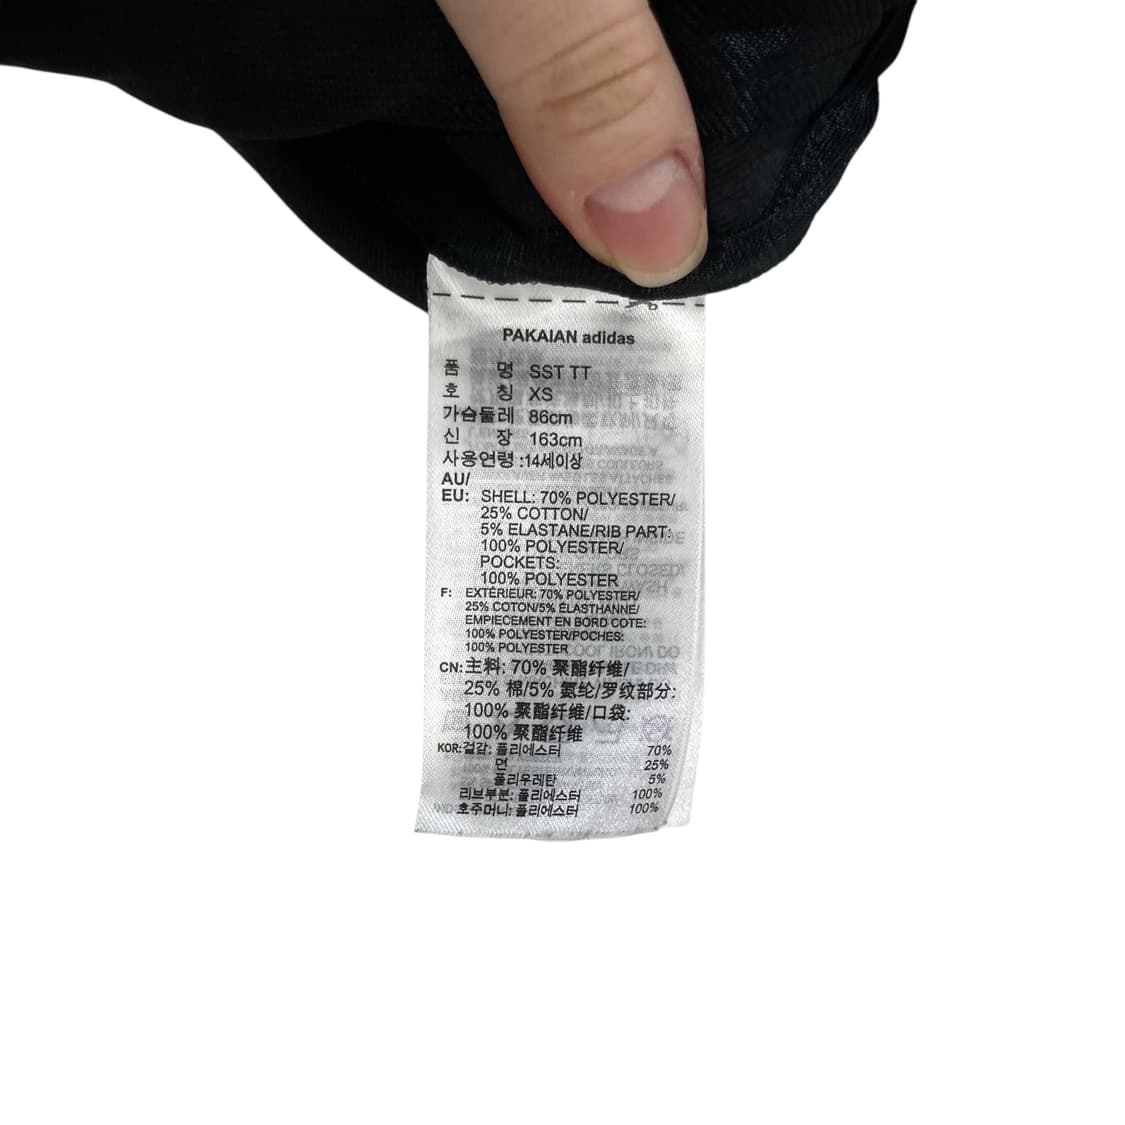 PAKAIAN adidas
품 명 SST TT
호 칭 XS
가슴둘레 86cm
신 장 163cm
사용연령 :14세이상
AU/
EU: SHELL: 70% POLYESTER/
25% COTTON/
5% ELASTANE/RIB PART:
100% POLYESTER/
POCKETS:
100% POLYESTER
F: EXTÉRIEUR: 70% POLYESTER/
25% COTON/5% ÉLASTHANNE/
EMPIECEMENT EN BORD COTE:
100% POLYESTER/POCHES:
100% POLYESTER
CN: 主料: 70% 聚酯纤维/
25% 棉/5% 氨纶/罗纹部分:
100% 聚酯纤维/口袋:
100% 聚酯纤维
KOR: 겉감: 폴리에스터 70%
면 25%
폴리우레탄 5%
리브부분: 폴리에스터 100%
호주머니: 폴리에스터 100%